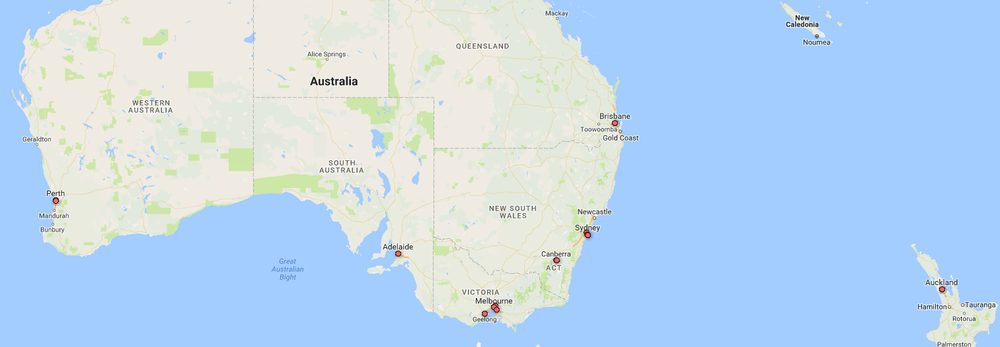 Mackay
New
Caledonia
Noumea
QUEENSLAND
Alice Springs
Australia
WESTERN
AUSTRALIA
Brisbane
Toowoomba
Gold Coast
Geraldton
SOUTH
AUSTRALIA
Perth
Mandurah
Bunbury
NEW SOUTH
WALES
Newcastle
Sydney
Adelaide
Canberra
ACT
Great
Australian
Bight
VICTORIA
Melbourne
Geelong
Auckland
Hamilton
Tauranga
Rotorua
Palmerston